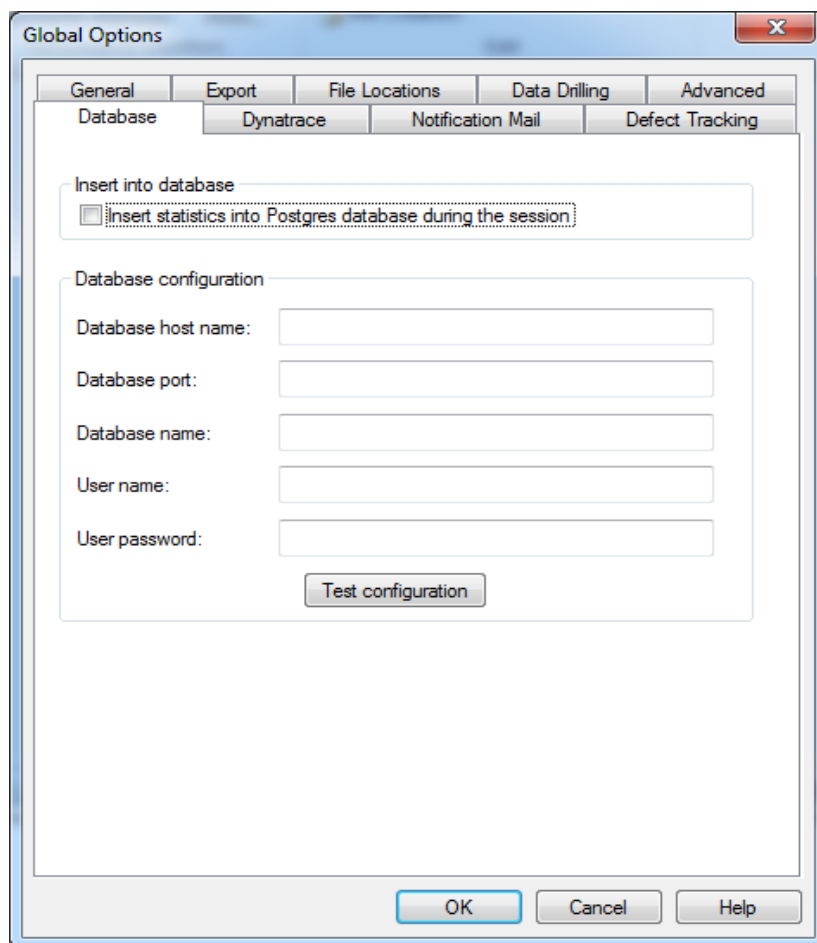 Global Options
General Export File Locations Data Drilling Advanced
Database Dynatrace Notification Mail Defect Tracking
Insert into database
Insert statistics into Postgres database during the session
Database configuration
Database host name:
Database port:
Database name:
User name:
User password:
Test configuration
OK Cancel Help